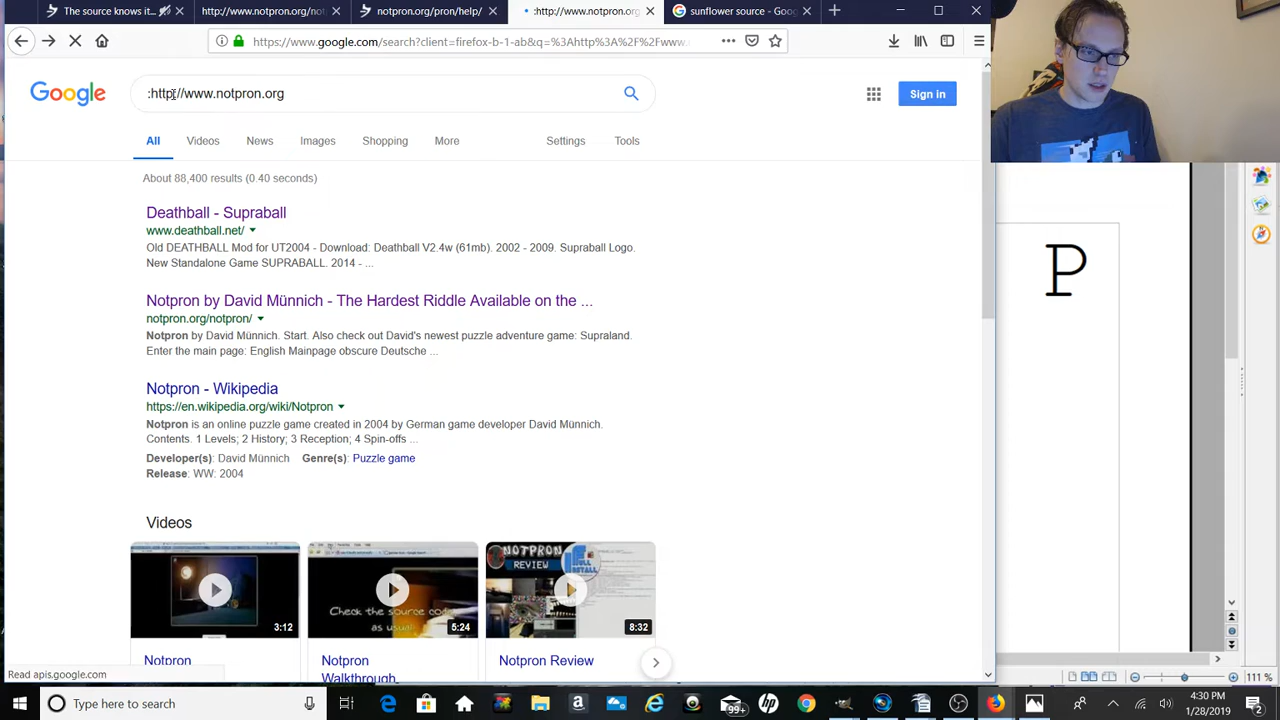 The source knows it...
http://www.notpron.org/not
notpron.org/pron/help/
:http://www.notpron.org
sunflower source - Google
https://www.google.com/search?client=firefox-b-1-ab&q=%3Ahttp%3A%2F%2Fwww.
Google
:http://www.notpron.org
Sign in
All Videos News Images Shopping More Settings Tools
About 88,400 results (0.40 seconds)
Deathball - Supraball
www.deathball.net/
Old DEATHBALL Mod for UT2004 - Download: Deathball V2.4w (61mb). 2002 - 2009. Supraball Logo.
New Standalone Game SUPRABALL. 2014 - ...
P
Notpron by David Münnich - The Hardest Riddle Available on the ...
notpron.org/notpron/
Notpron by David Münnich. Start. Also check out David's newest puzzle adventure game: Supraland.
Enter the main page: English Mainpage obscure Deutsche ...
Notpron - Wikipedia
https://en.wikipedia.org/wiki/Notpron
Notpron is an online puzzle game created in 2004 by German game developer David Münnich.
Contents. 1 Levels; 2 History; 3 Reception; 4 Spin-offs ...
Developer(s): David Münnich Genre(s): Puzzle game
Release: WW: 2004
Videos
NOTPRON
REVIEW
Check the source code
as usual
3:12
5:24
8:32
Notpron
Notpron
Walkthrough
Notpron Review
Read apis.google.com
111 %
Type here to search
99+
4:30 PM
1/28/2019
2